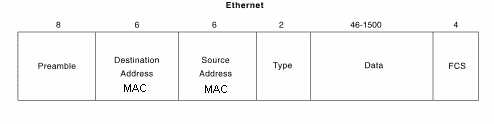 Ethernet
8 6 6 2 46-1500 4
Preamble
Destination
Address
MAC
Source
Address
MAC
Type
Data
FCS